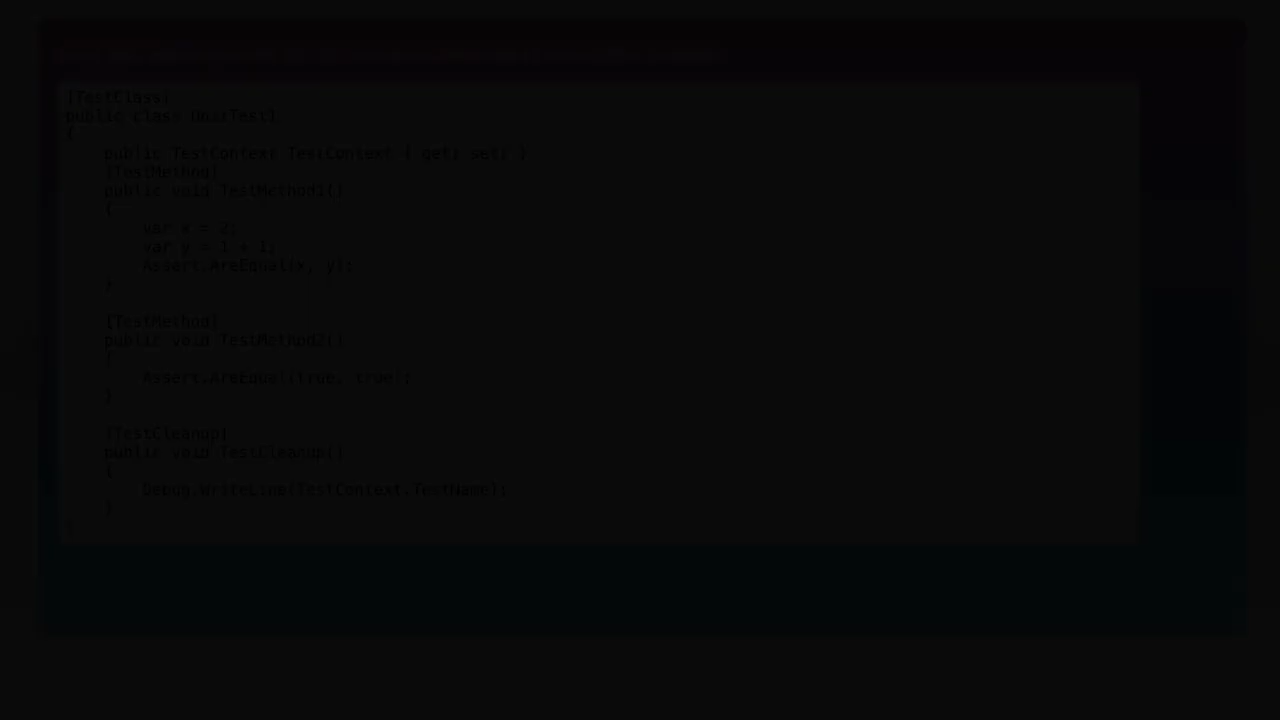 [TestClass]
public class UnitTest1
{
    public TestContext TestContext { get; set; }
    [TestMethod]
    public void TestMethod1()
    {
        var x = 2;
        var y = 1 + 1;
        Assert.AreEqual(x, y);
    }
    [TestMethod]
    public void TestMethod2()
    {
        Assert.AreEqual(true, true);
    }
    [TestCleanup]
    public void TestCleanup()
    {
        Debug.WriteLine(TestContext.TestName);
    }
}